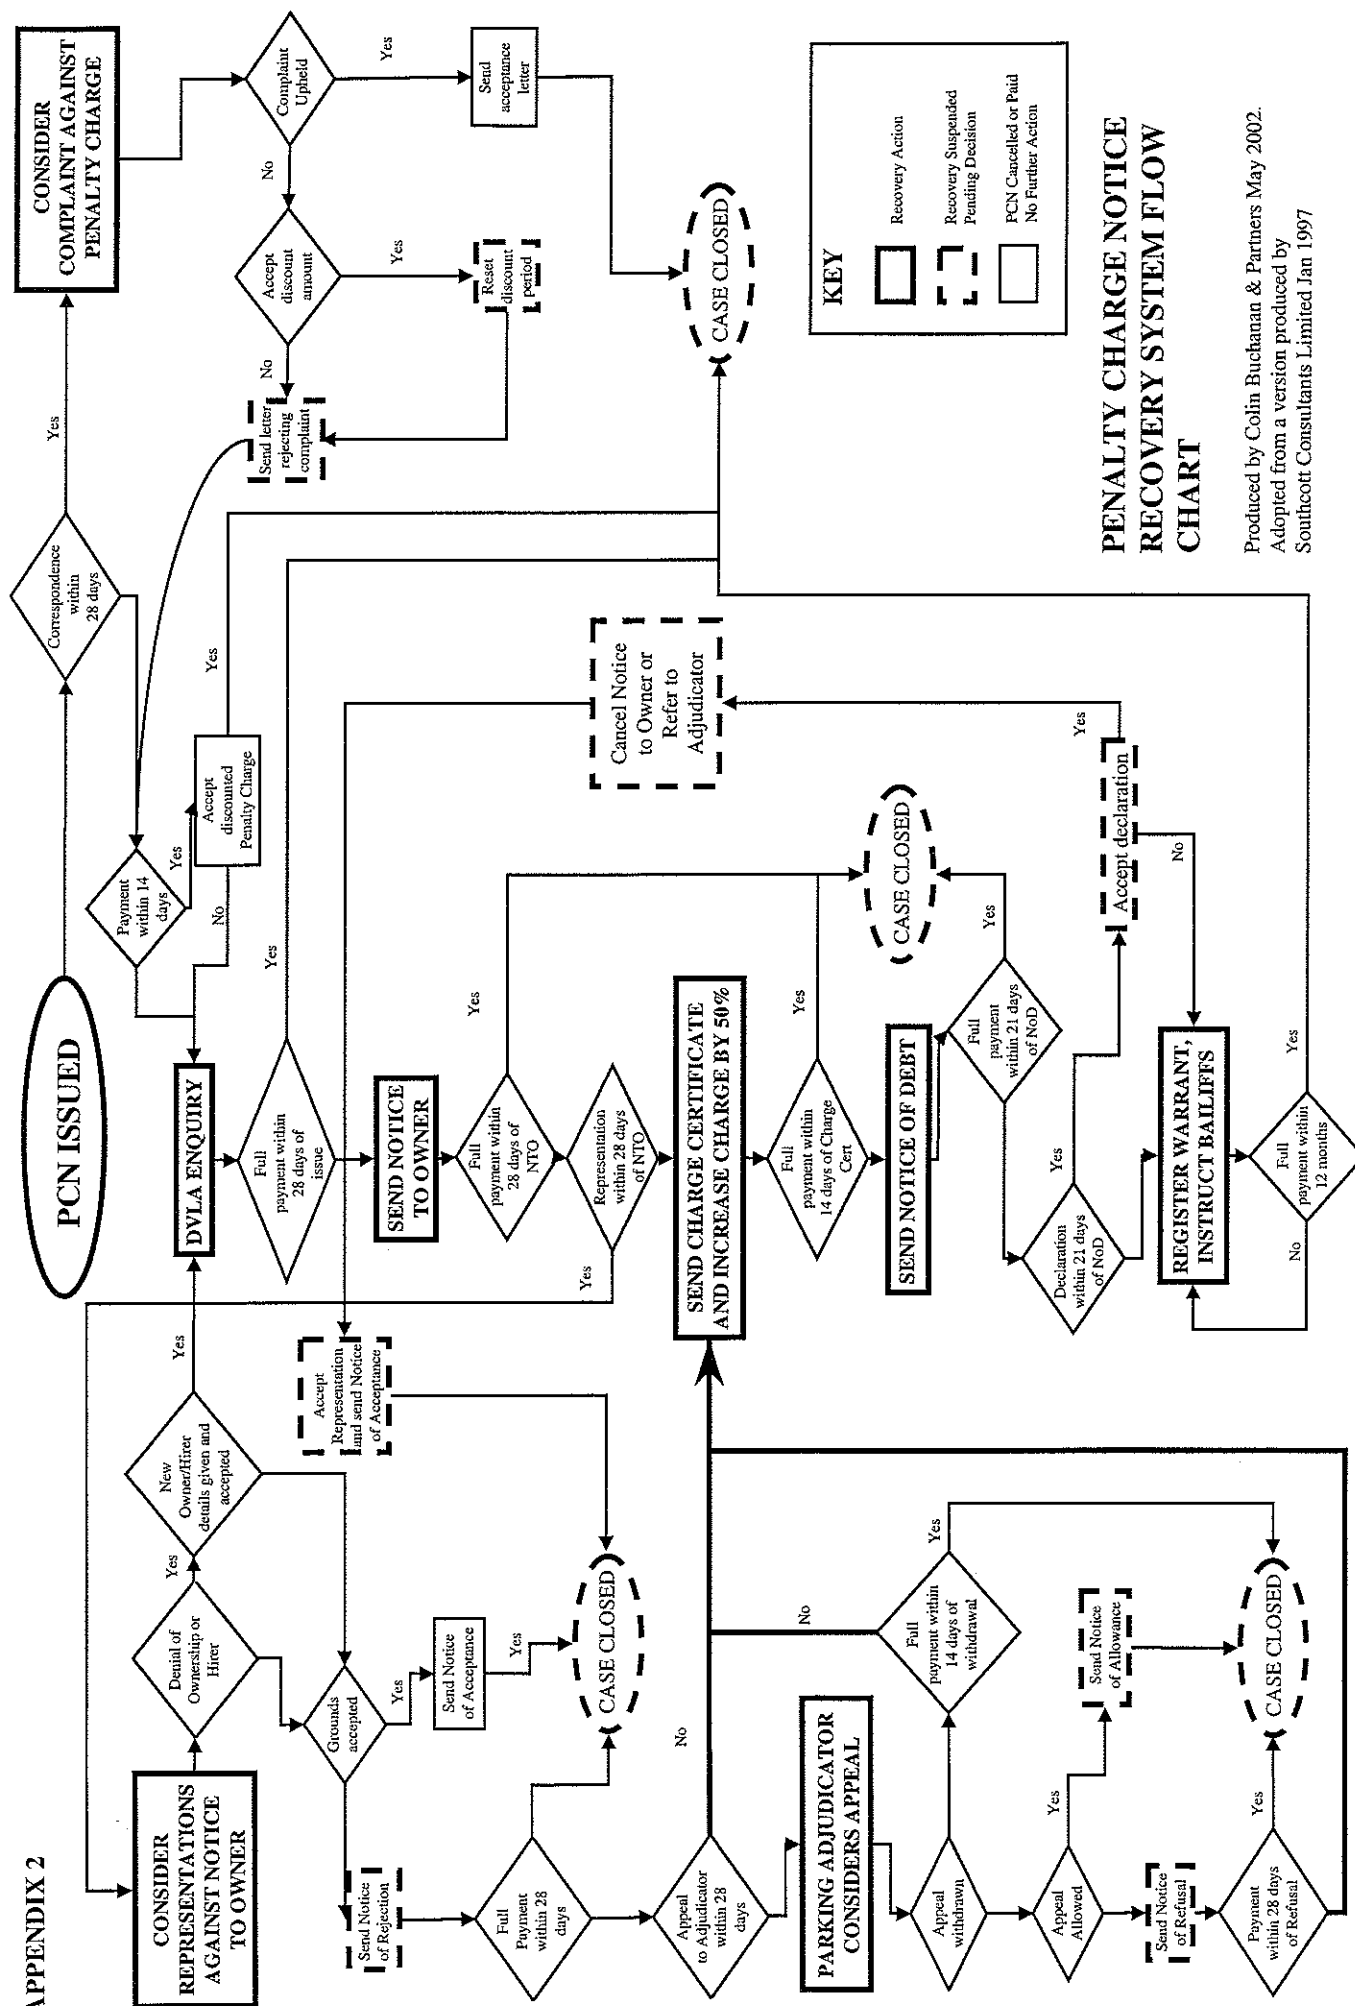 APPENDIX 2
PCN ISSUED
Correspondence
within
28 days
Yes
CONSIDER
COMPLAINT AGAINST
PENALTY CHARGE
Complaint
Upheld
Yes
Send
acceptance
letter
No
Accept
discount
amount
Yes
Reset
discount
period
No
Send letter
rejecting
complaint
CASE CLOSED
Payment
within 14
days
Yes
Accept
discounted
Penalty Charge
Yes
No
DVLA ENQUIRY
Full
payment within
28 days of
issue
Yes
SEND NOTICE
TO OWNER
Full
payment within
28 days of
NTO
Yes
Representation
within 28 days
of NTO
Yes
CONSIDER
REPRESENTATIONS
AGAINST NOTICE
TO OWNER
Denial of
Ownership or
Hirer
Yes
New
Owner/Hirer
details given and
accepted
Yes
Grounds
accepted
Yes
Send Notice
of Acceptance
Yes
CASE CLOSED
Accept
Representation
and send Notice
of Acceptance
Send Notice
of Rejection
Full
Payment
within 28
days
Appeal
to Adjudicator
within 28
days
No
PARKING ADJUDICATOR
CONSIDERS APPEAL
Appeal
withdrawn
Full
payment within
14 days of
withdrawal
No
Yes
Appeal
Allowed
Yes
Send Notice
of Allowance
Send Notice
of Refusal
Payment
within 28 days
of Refusal
Yes
CASE CLOSED
SEND CHARGE CERTIFICATE
AND INCREASE CHARGE BY 50%
Full
payment within
14 days of Charge
Cert
Yes
SEND NOTICE OF DEBT
Full
payment
within 21 days
of NoD
Yes
CASE CLOSED
Declaration
within 21 days
of NoD
Yes
Accept declaration
Yes
No
Cancel Notice
to Owner or
Refer to
Adjudicator
REGISTER WARRANT,
INSTRUCT BAILIFFS
Full
payment within
12 months
No
Yes
KEY
Recovery Action
Recovery Suspended
Pending Decision
PCN Cancelled or Paid
No Further Action
PENALTY CHARGE NOTICE
RECOVERY SYSTEM FLOW
CHART
Produced by Colin Buchanan & Partners May 2002.
Adopted from a version produced by
Southcott Consultants Limited Jan 1997